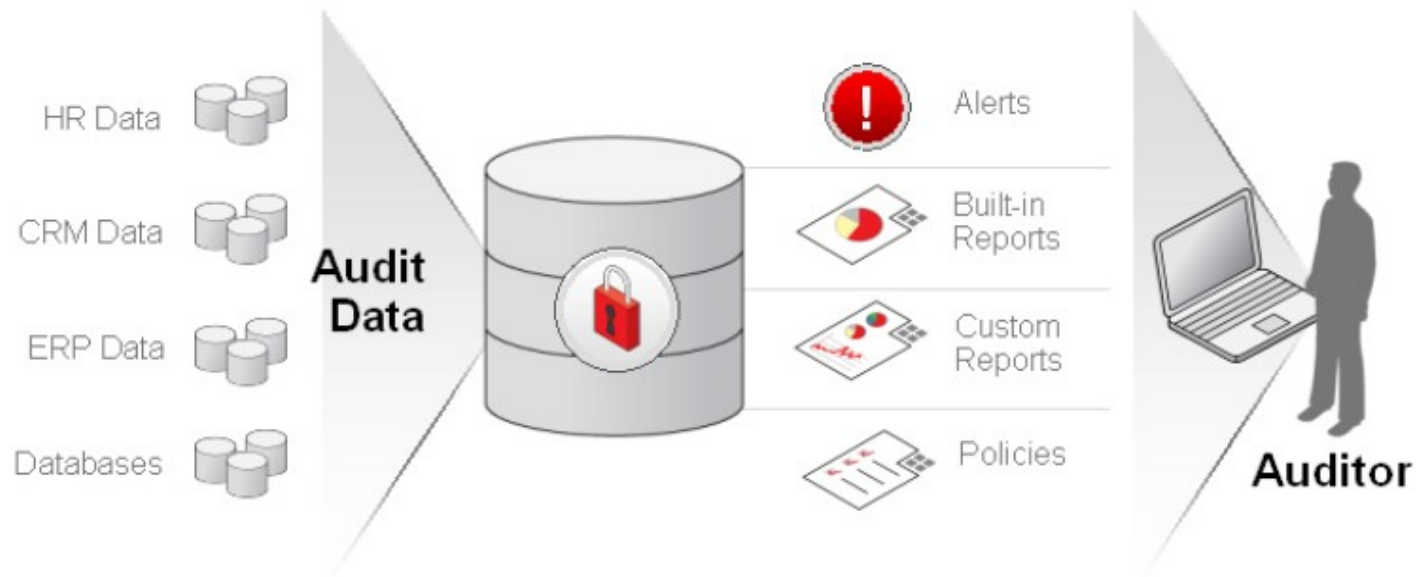 HR Data
CRM Data
ERP Data
Databases
Audit
Data
Alerts
Built-in
Reports
Custom
Reports
Policies
Auditor